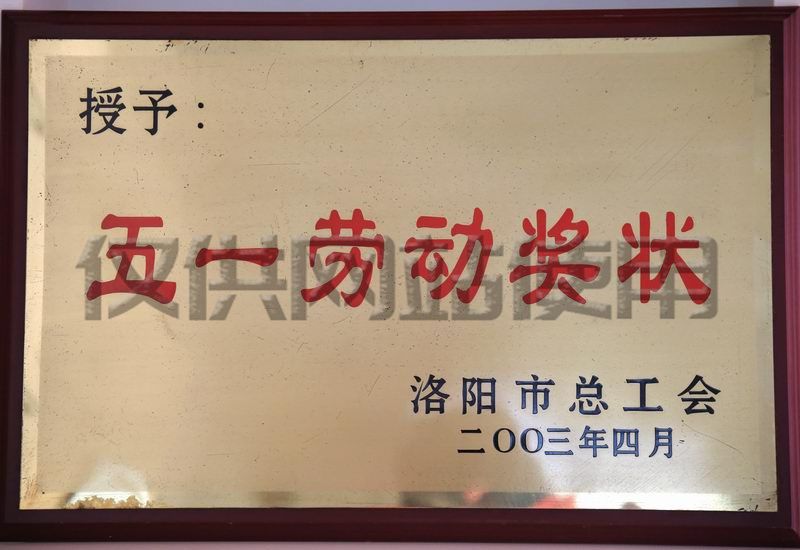 授予：
五一劳动奖状
仅供网站使用
洛阳市总工会
二OO三年四月